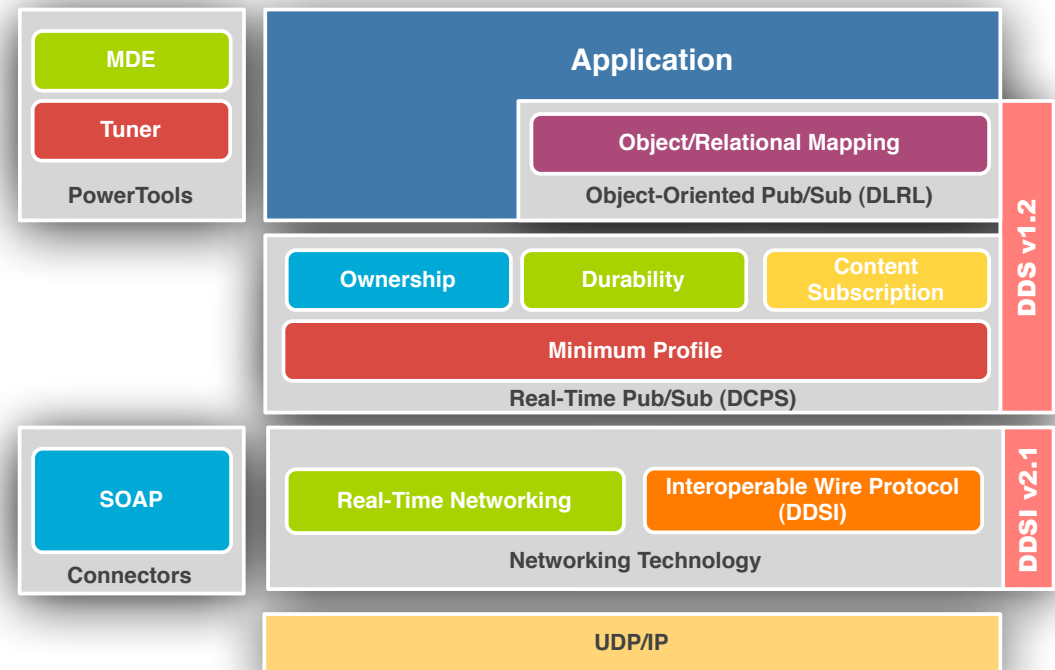 MDE
Tuner
PowerTools
Application
Object/Relational Mapping
Object-Oriented Pub/Sub (DLRL)
DDS v1.2
Ownership
Durability
Content
Subscription
Minimum Profile
Real-Time Pub/Sub (DCPS)
SOAP
Connectors
Real-Time Networking
Interoperable Wire Protocol
(DDSI)
Networking Technology
DDSI v2.1
UDP/IP